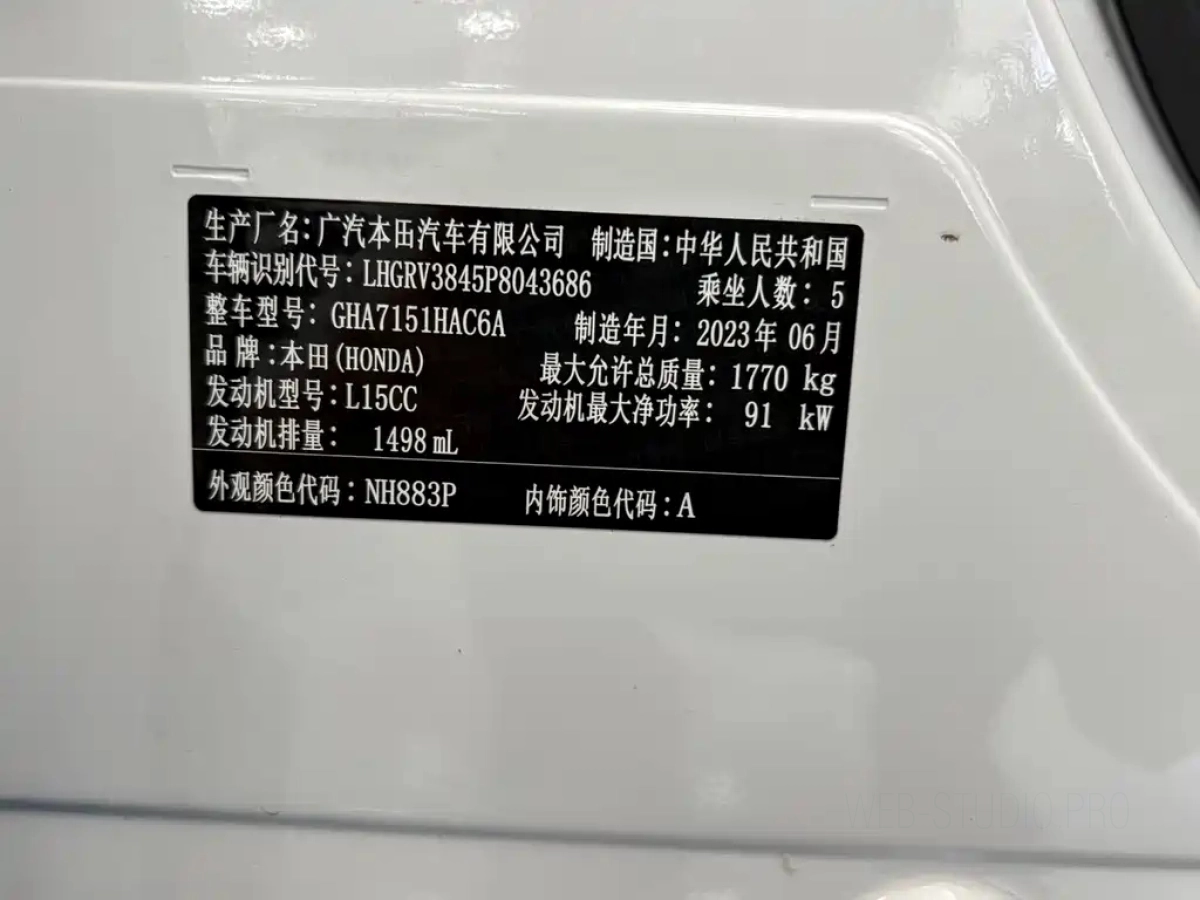 生产厂名:广汽本田汽车有限公司 制造国:中华人民共和国
车辆识别代号:LHGRV3845P8043686 乘坐人数:5
整车型号:GHA7151HAC6A 制造年月:2023年06月
品牌:本田(HONDA) 最大允许总质量:1770 kg
发动机型号:L15CC 发动机最大净功率:91 kW
发动机排量:1498mL
外观颜色代码:NH883P 内饰颜色代码:A
WEB-STUDIO.PRO